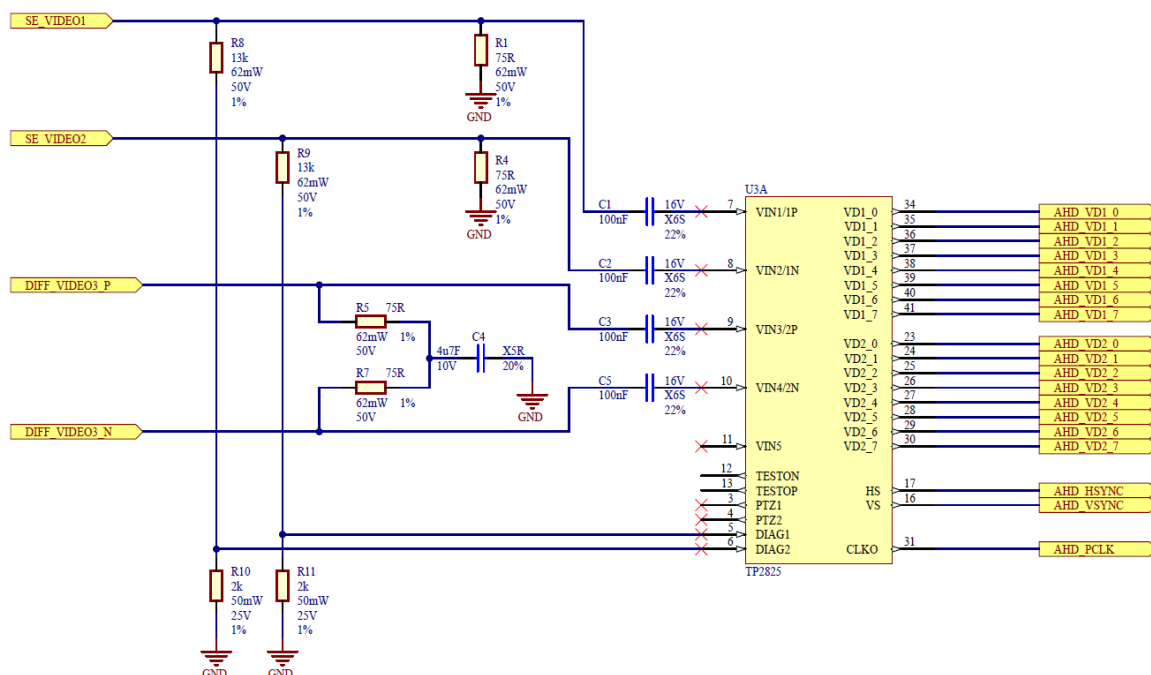 SE_VIDEO1
R8
13k
62mW
50V
1%
R1
75R
62mW
50V
1%
GND
SE_VIDEO2
R9
13k
62mW
50V
1%
R4
75R
62mW
50V
1%
GND
DIFF_VIDEO3_P
R5 75R
62mW 1%
50V
4u7F C4 X5R
10V 20%
R7 75R
62mW 1%
50V
GND
DIFF_VIDEO3_N
C1 16V
100nF X6S
22%
C2 16V
100nF X6S
22%
C3 16V
100nF X6S
22%
C5 16V
100nF X6S
22%
U3A
7 VIN1/1P
8 VIN2/1N
9 VIN3/2P
10 VIN4/2N
11 VIN5
12 TESTON
13 TESTOP
3 PTZ1
4 PTZ2
5 DIAG1
6 DIAG2
VD1_0 34 AHD_VD1_0
VD1_1 35 AHD_VD1_1
VD1_2 36 AHD_VD1_2
VD1_3 37 AHD_VD1_3
VD1_4 38 AHD_VD1_4
VD1_5 39 AHD_VD1_5
VD1_6 40 AHD_VD1_6
VD1_7 41 AHD_VD1_7
VD2_0 23 AHD_VD2_0
VD2_1 24 AHD_VD2_1
VD2_2 25 AHD_VD2_2
VD2_3 26 AHD_VD2_3
VD2_4 27 AHD_VD2_4
VD2_5 28 AHD_VD2_5
VD2_6 29 AHD_VD2_6
VD2_7 30 AHD_VD2_7
HS 17 AHD_HSYNC
VS 16 AHD_VSYNC
CLKO 31 AHD_PCLK
TP2825
R10
2k
50mW
25V
1%
GND
R11
2k
50mW
25V
1%
GND